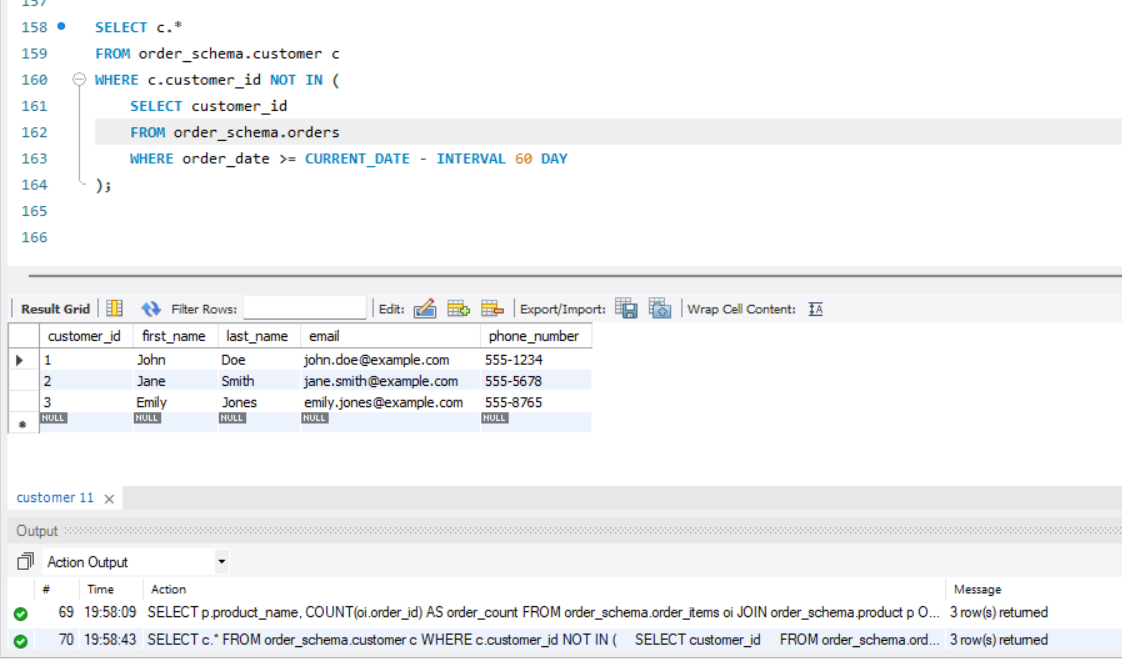 157
158 SELECT c.*
159 FROM order_schema.customer c
160 WHERE c.customer_id NOT IN (
161 SELECT customer_id
162 FROM order_schema.orders
163 WHERE order_date >= CURRENT_DATE - INTERVAL 60 DAY
164 );
165
166
Result Grid Filter Rows: Edit: Export/Import: Wrap Cell Content: IA
customer_id first_name last_name email phone_number
1 John Doe john.doe@example.com 555-1234
2 Jane Smith jane.smith@example.com 555-5678
3 Emily Jones emily.jones@example.com 555-8765
NULL NULL NULL NULL NULL
customer 11
Output
Action Output
# Time Action Message
69 19:58:09 SELECT p.product_name, COUNT(oi.order_id) AS order_count FROM order_schema.order_items oi JOIN order_schema.product p O... 3 row(s) returned
70 19:58:43 SELECT c.* FROM order_schema.customer c WHERE c.customer_id NOT IN ( SELECT customer_id FROM order_schema.ord... 3 row(s) returned